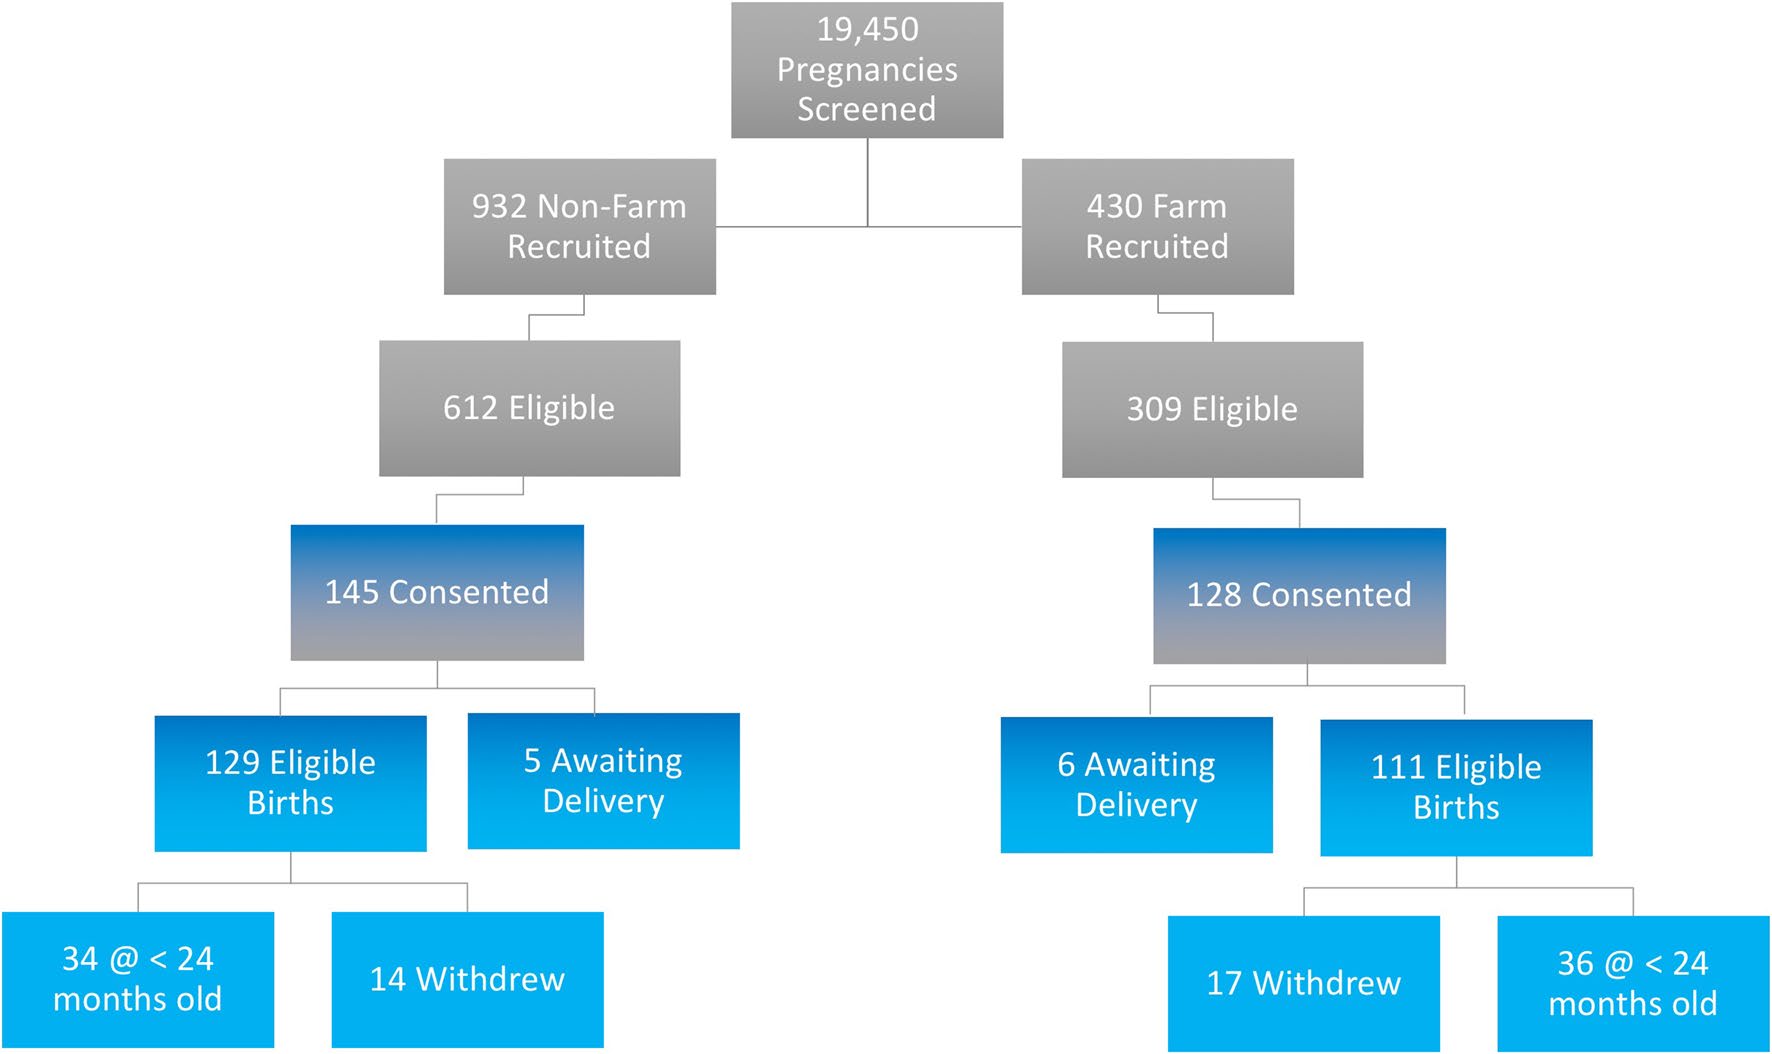 19,450
Pregnancies
Screened
932 Non-Farm
Recruited
430 Farm
Recruited
612 Eligible
309 Eligible
145 Consented
128 Consented
129 Eligible
Births
5 Awaiting
Delivery
6 Awaiting
Delivery
111 Eligible
Births
34 @ < 24
months old
14 Withdrew
17 Withdrew
36 @ < 24
months old